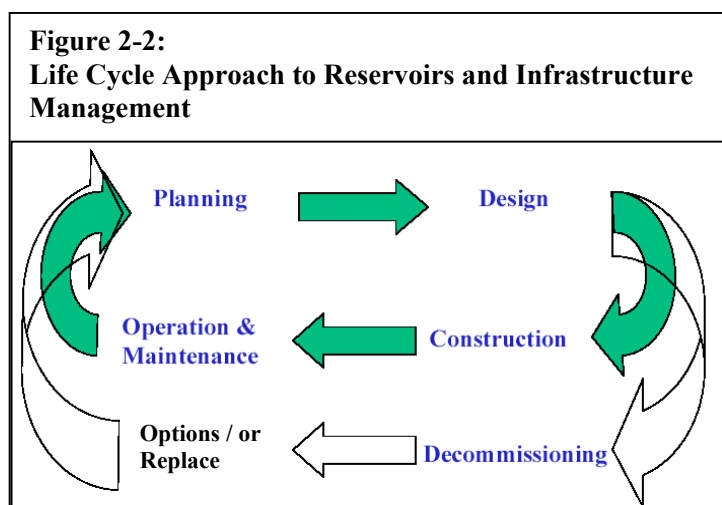 Figure 2-2:
Life Cycle Approach to Reservoirs and Infrastructure
Management
Planning
Design
Operation &
Maintenance
Construction
Options / or
Replace
Decommissioning